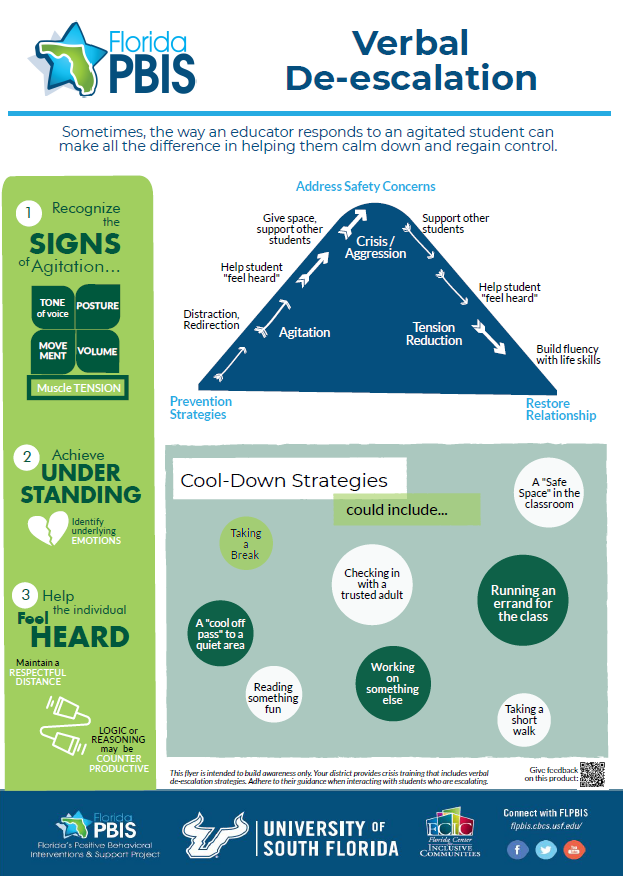 Florida
PBIS
Verbal
De-escalation
Sometimes, the way an educator responds to an agitated student can
make all the difference in helping them calm down and regain control.
1 Recognize
the
SIGNS
of Agitation...
TONE
of voice
POSTURE
MOVE
MENT
VOLUME
Muscle TENSION
2 Achieve
UNDER
STANDING
Identify
underlying
EMOTIONS
3 Help
the individual
Feel
HEARD
Maintain a
RESPECTFUL
DISTANCE
LOGIC or
REASONING
may be
COUNTER
PRODUCTIVE
Address Safety Concerns
Give space,
support other
students
Support other
students
Crisis /
Aggression
Help student
"feel heard"
Help student
"feel heard"
Distraction,
Redirection
Agitation
Tension
Reduction
Build fluency
with life skills
Prevention
Strategies
Restore
Relationship
Cool-Down Strategies
could include...
A "Safe
Space" in the
classroom
Taking
a
Break
Checking in
with a
trusted adult
Running an
errand for
the class
A "cool off
pass" to a
quiet area
Working
on
something
else
Reading
something
fun
Taking a
short
walk
This flyer is intended to build awareness only. Your district provides crisis training that includes verbal
de-escalation strategies. Adhere to their guidance when interacting with students who are escalating.
Give feedback
on this product:
Florida
PBIS
Florida's Positive Behavioral
Interventions & Support Project
UNIVERSITY OF
SOUTH FLORIDA
FCIC
Florida Center
INCLUSIVE
COMMUNITIES
Connect with FLPBIS
flpbis.cbcs.usf.edu/